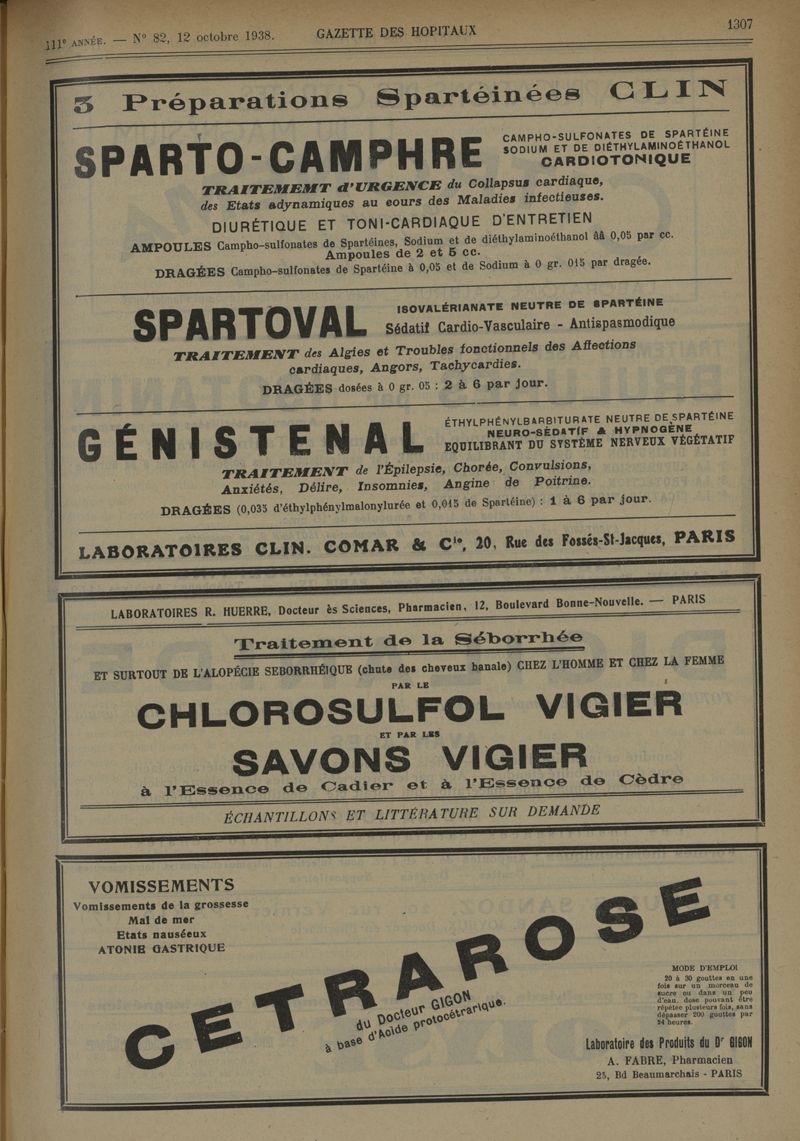 111e ANNÉE. — N° 82, 12 octobre 1938. GAZETTE DES HOPITAUX 1307
3 Préparations Spartéinées CLIN
SPARTO-CAMPHRE
CAMPHO-SULFONATES DE SPARTÉINE
SODIUM ET DE DIÉTHYLAMINOÉTHANOL
CARDIOTONIQUE
TRAITEMEMT d'URGENCE du Collapsus cardiaque,
des Etats adynamiques au cours des Maladies infectieuses.
DIURÉTIQUE ET TONI-CARDIAQUE D'ENTRETIEN
AMPOULES Campho-sulfonates de Spartéines, Sodium et de diéthylaminoéthanol ââ 0,05 par cc.
Ampoules de 2 et 5 cc.
DRAGÉES Campho-sulfonates de Spartéine à 0,05 et de Sodium à 0 gr. 015 par dragée.
SPARTOVAL
ISOVALÉRIANATE NEUTRE DE SPARTÉINE
Sédatif Cardio-Vasculaire - Antispasmodique
TRAITEMENT des Algies et Troubles fonctionnels des Affections
cardiaques, Angors, Tachycardies.
DRAGÉES dosées à 0 gr. 05 : 2 à 6 par jour.
GÉNISTENAL
ÉTHYLPHÉNYLBARBITURATE NEUTRE DE SPARTÉINE
NEURO-SÉDATIF & HYPNOGÈNE
EQUILIBRANT DU SYSTÈME NERVEUX VÉGÉTATIF
TRAITEMENT de l'Épilepsie, Chorée, Convulsions,
Anxiétés, Délire, Insomnies, Angine de Poitrine.
DRAGÉES (0,035 d'éthylphénylmalonylurée et 0,015 de Spartéine) : 1 à 6 par jour.
LABORATOIRES CLIN. COMAR & Cie, 20, Rue des Fossés-St-Jacques, PARIS
LABORATOIRES R. HUERRE, Docteur ès Sciences, Pharmacien, 12, Boulevard Bonne-Nouvelle. — PARIS
Traitement de la Séborrhée
ET SURTOUT DE L'ALOPÉCIE SEBORRHÉIQUE (chute des cheveux banale) CHEZ L'HOMME ET CHEZ LA FEMME
PAR LE
CHLOROSULFOL VIGIER
ET PAR LES
SAVONS VIGIER
à l'Essence de Cadier et à l'Essence de Cèdre
ÉCHANTILLONS ET LITTÉRATURE SUR DEMANDE
VOMISSEMENTS
Vomissements de la grossesse
Mal de mer
Etats nauséeux
ATONIE GASTRIQUE
CETRAROSE
du Docteur GIGON
à base d'Acide protocétrarique.
MODE D'EMPLOI
20 à 30 gouttes en une
fois sur un morceau de
sucre ou dans un peu
d'eau, dose pouvant être
répétée plusieurs fois, sans
dépasser 200 gouttes par
24 heures.
Laboratoire des Produits du Dr GIGON
A. FABRE, Pharmacien
25, Bd Beaumarchais - PARIS